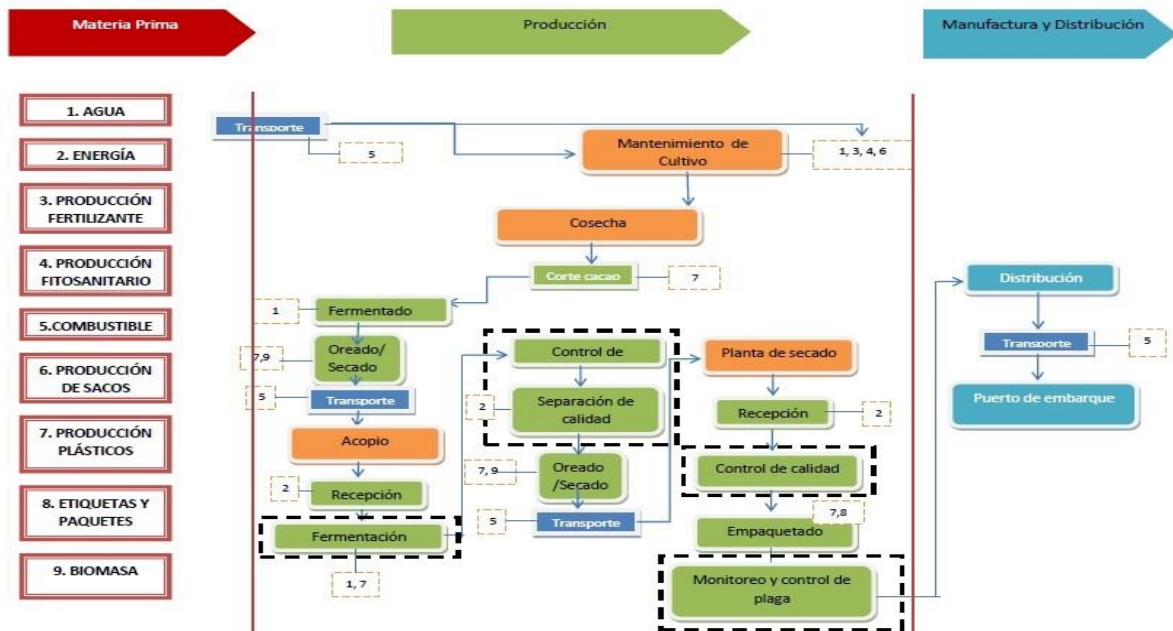 Materia Prima
Producción
Manufactura y Distribución
1. AGUA
2. ENERGÍA
3. PRODUCCIÓN
FERTILIZANTE
4. PRODUCCIÓN
FITOSANITARIO
5.COMBUSTIBLE
6. PRODUCCIÓN
DE SACOS
7. PRODUCCIÓN
PLÁSTICOS
8. ETIQUETAS Y
PAQUETES
9. BIOMASA
Transporte
5
Mantenimiento de
Cultivo
1, 3, 4, 6
Cosecha
Corte cacao
7
1
Fermentado
7,9
Oreado/
Secado
5
Transporte
Acopio
2
Recepción
Fermentación
1, 7
Control de
2
Separación de
calidad
7, 9
Oreado
/Secado
5
Transporte
Planta de secado
Recepción
2
Control de calidad
7,8
Empaquetado
Monitoreo y control de
plaga
Distribución
Transporte
5
Puerto de embarque